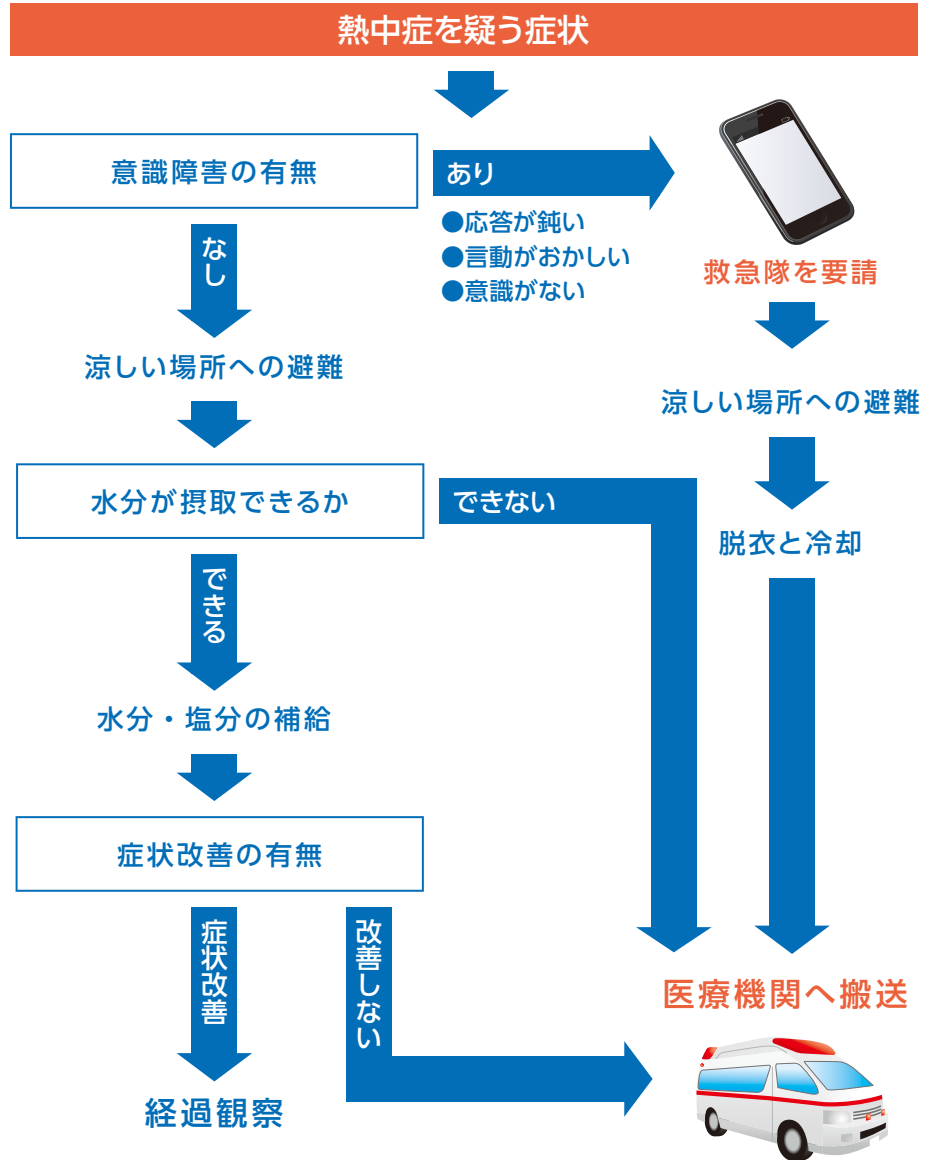 熱中症を疑う症状
意識障害の有無
あり
●応答が鈍い
●言動がおかしい
●意識がない
救急隊を要請
なし
涼しい場所への避難
涼しい場所への避難
水分が摂取できるか
できない
脱衣と冷却
できる
水分・塩分の補給
症状改善の有無
症状改善
改善しない
医療機関へ搬送
経過観察